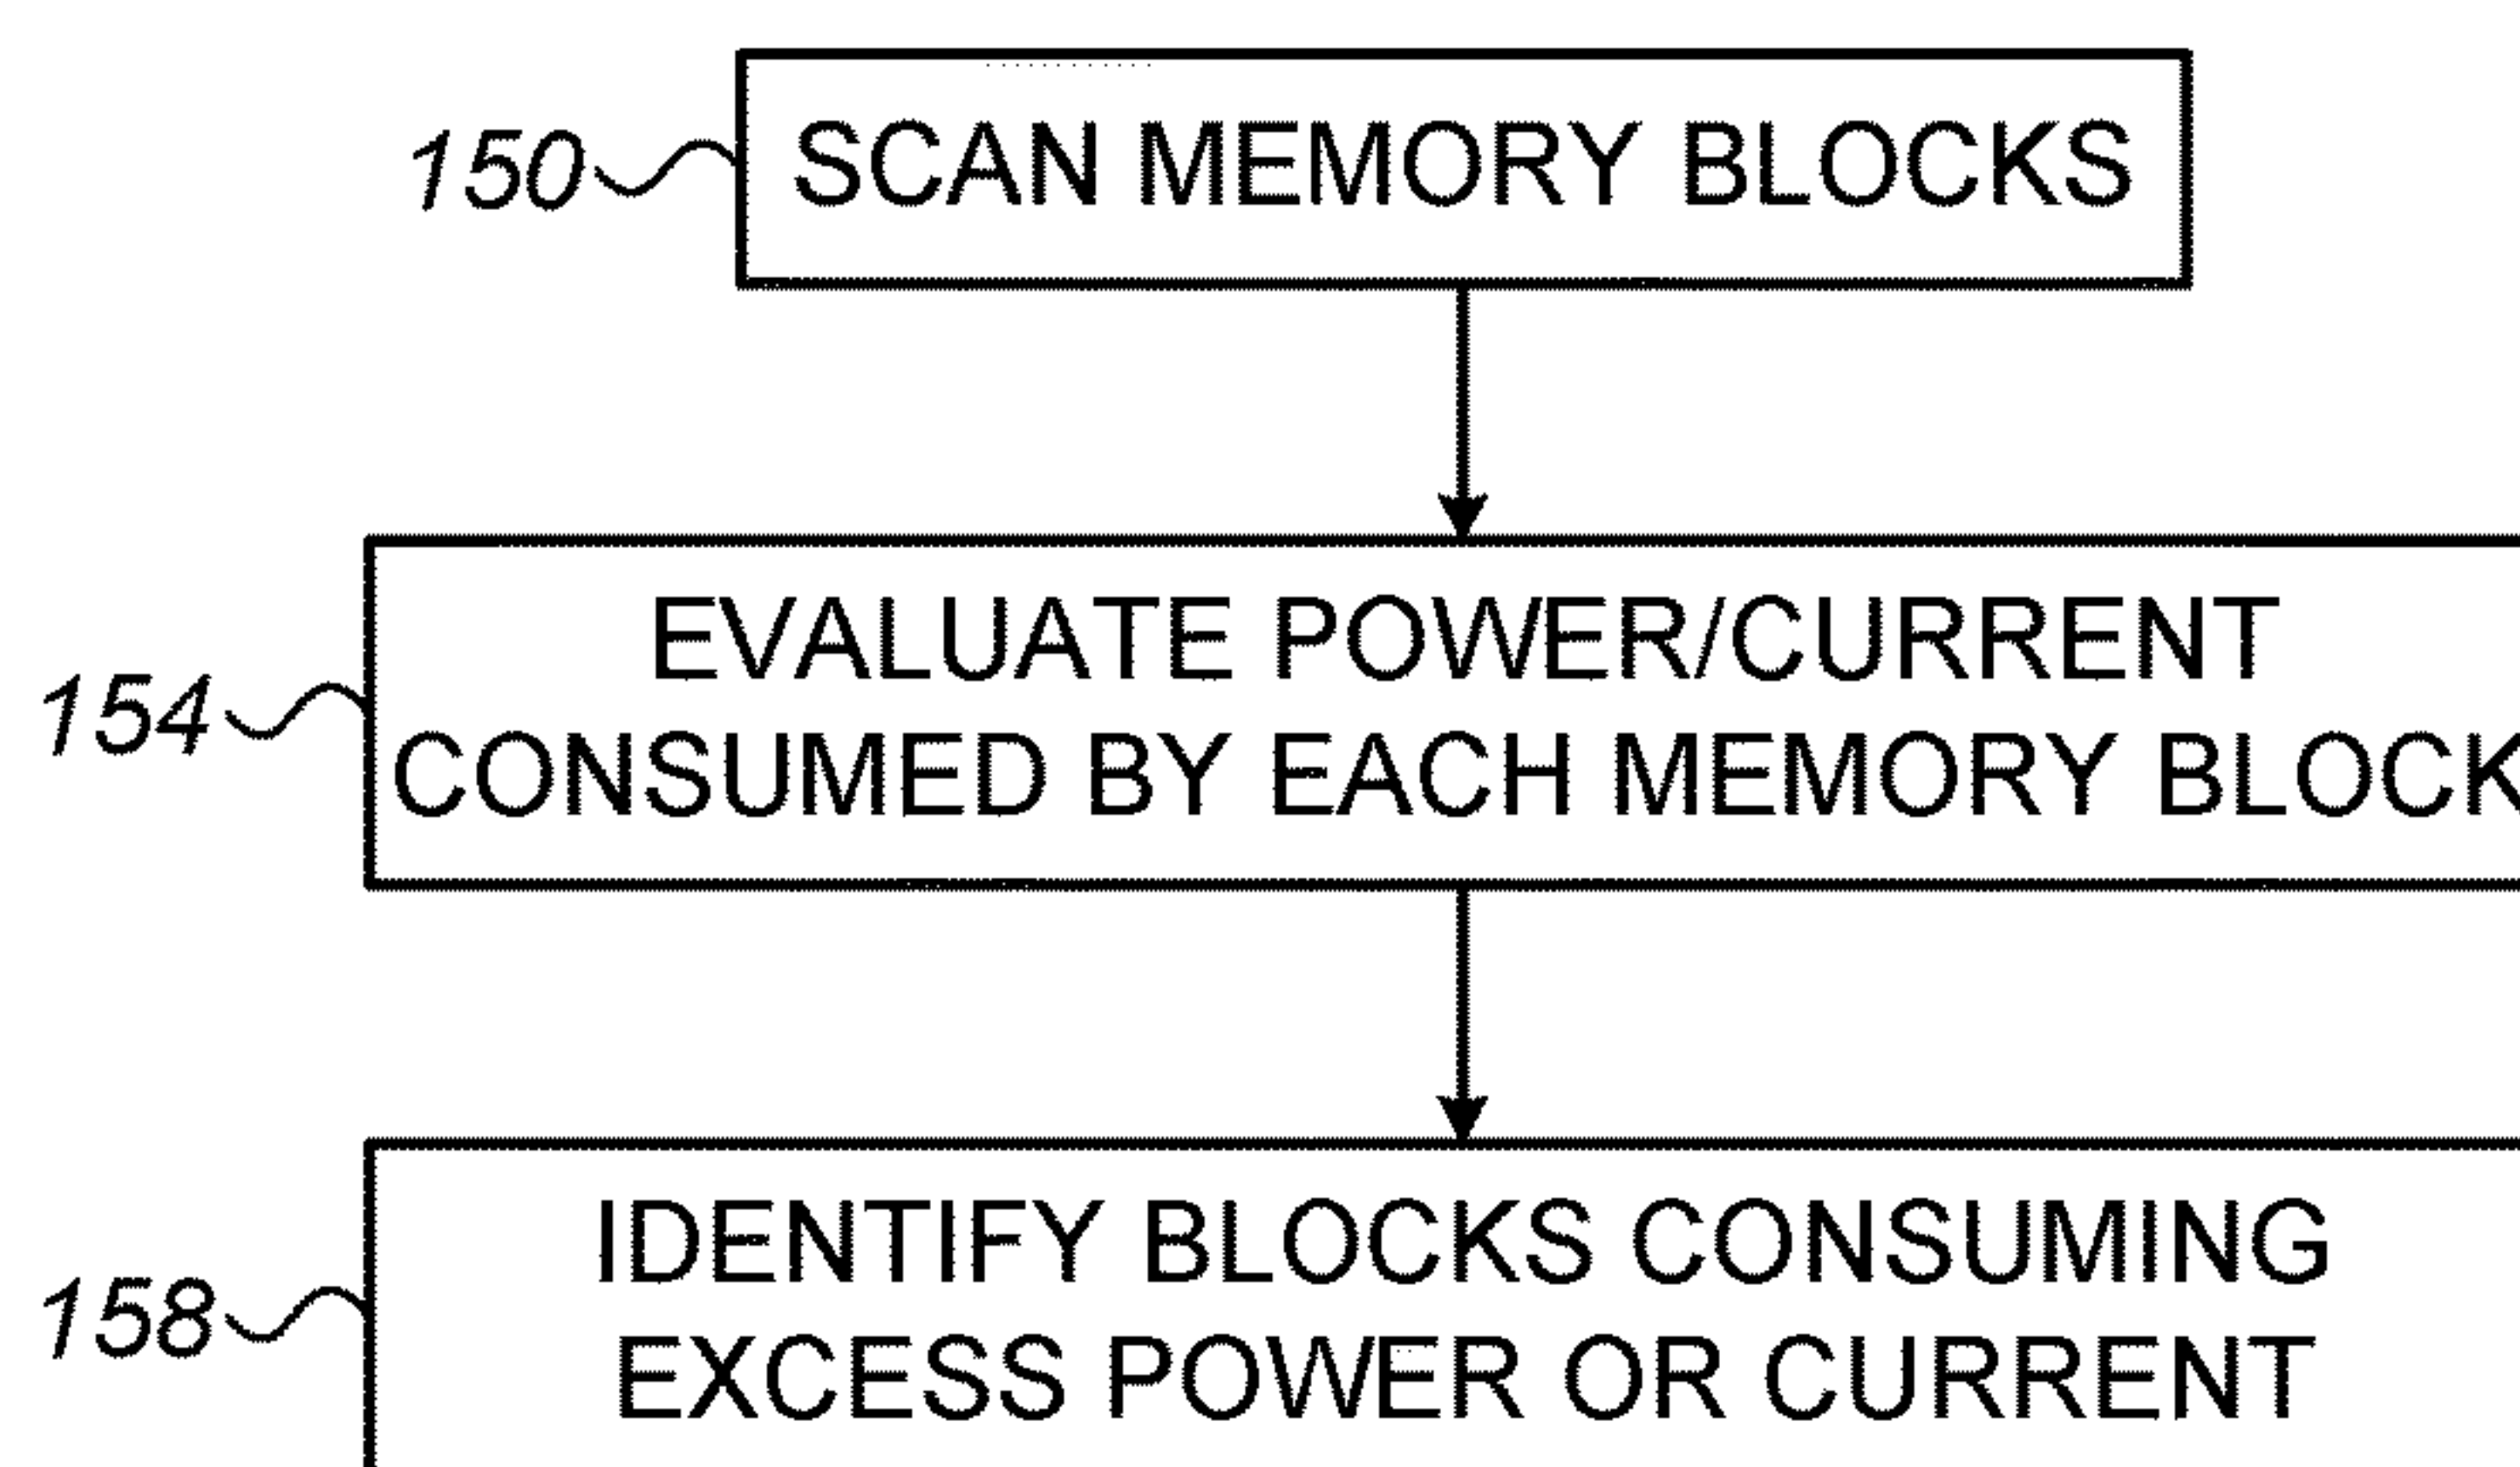 150 SCAN MEMORY BLOCKS
EVALUATE POWER/CURRENT
154 CONSUMED BY EACH MEMORY BLOCK
IDENTIFY BLOCKS CONSUMING
158 EXCESS POWER OR CURRENT